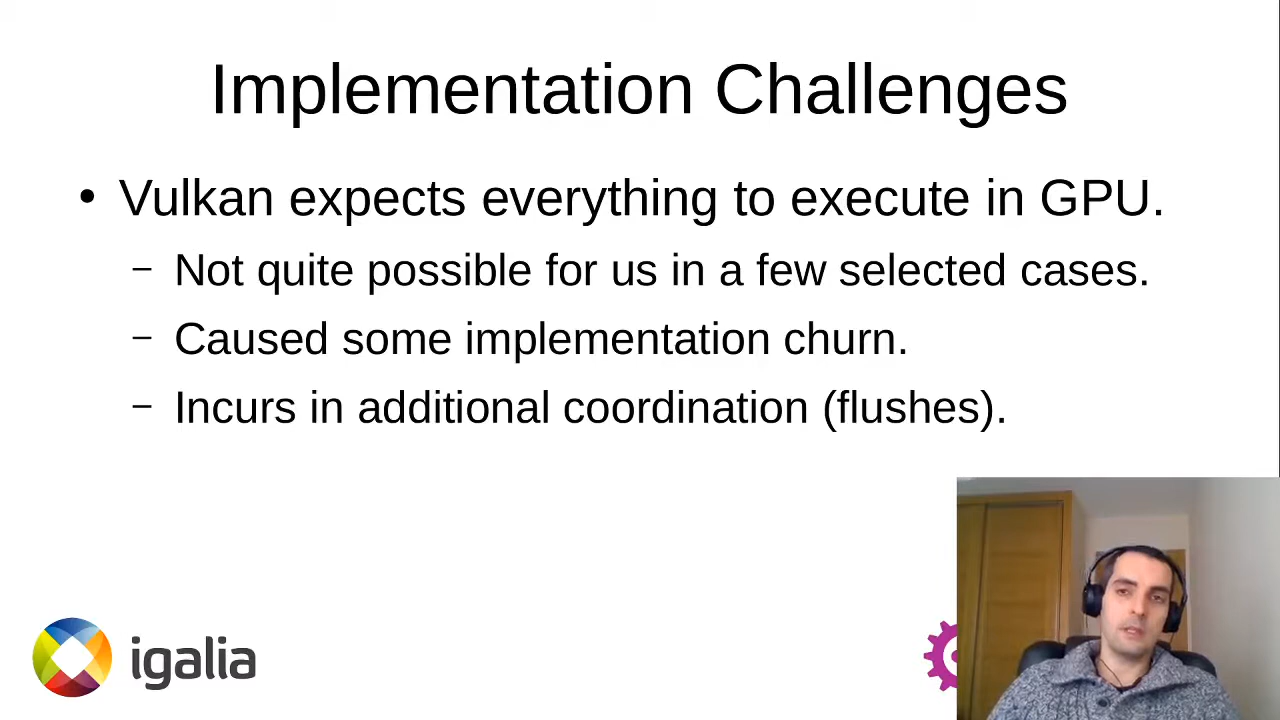 Implementation Challenges
• Vulkan expects everything to execute in GPU.
– Not quite possible for us in a few selected cases.
– Caused some implementation churn.
– Incurs in additional coordination (flushes).
igalia